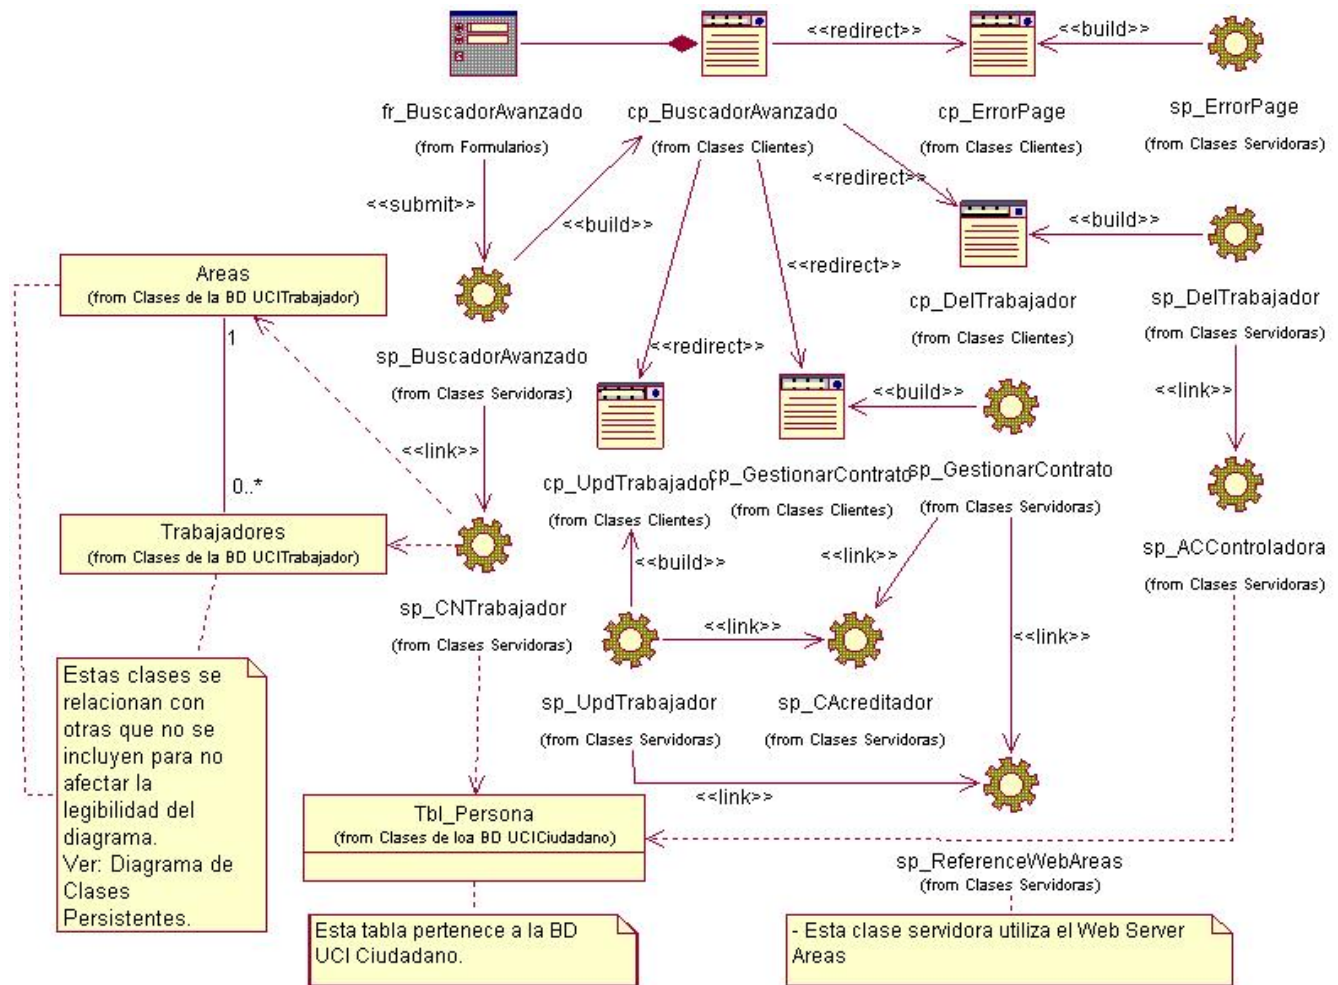 <<redirect>>
<<build>>
fr_BuscadorAvanzado
(from Formularios)
cp_BuscadorAvanzado
(from Clases Clientes)
cp_ErrorPage
(from Clases Clientes)
sp_ErrorPage
(from Clases Servidoras)
<<submit>>
<<build>>
<<redirect>>
<<build>>
Areas
(from Clases de la BD UCITrabajador)
1
<<redirect>>
cp_DelTrabajador
(from Clases Clientes)
sp_DelTrabajador
(from Clases Servidoras)
sp_BuscadorAvanzado
(from Clases Servidoras)
<<redirect>>
<<build>>
<<link>>
<<link>>
0..*
cp_UpdTrabajador
(from Clases Clientes)
cp_GestionarContrato
(from Clases Clientes)
sp_GestionarContrato
(from Clases Servidoras)
Trabajadores
(from Clases de la BD UCITrabajador)
<<build>>
<<link>>
sp_ACControladora
(from Clases Servidoras)
sp_CNTrabajador
(from Clases Servidoras)
<<link>>
<<link>>
Estas clases se
relacionan con
otras que no se
incluyen para no
afectar la
legibilidad del
diagrama.
Ver: Diagrama de
Clases
Persistentes.
sp_UpdTrabajador
(from Clases Servidoras)
sp_CAcreditador
(from Clases Servidoras)
<<link>>
Tbl_Persona
(from Clases de loa BD UCICiudadano)
sp_ReferenceWebAreas
(from Clases Servidoras)
Esta tabla pertenece a la BD
UCI Ciudadano.
- Esta clase servidora utiliza el Web Server
Areas